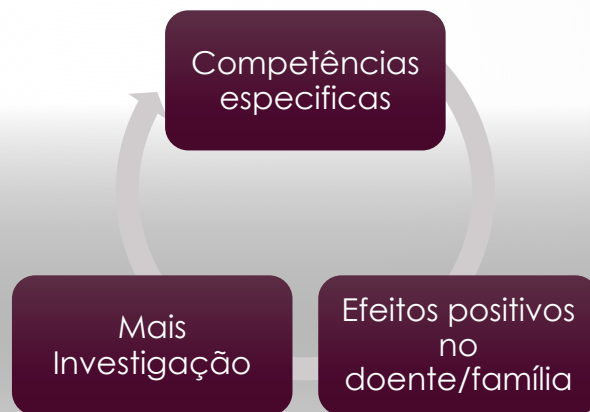 Competências
especificas
Mais
Investigação
Efeitos positivos
no
doente/família